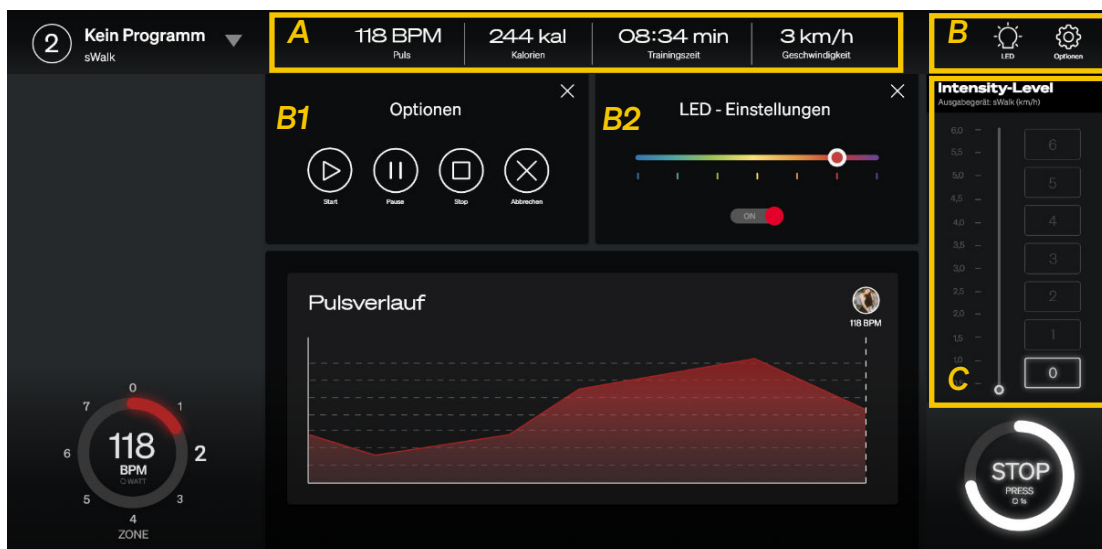 2
Kein Programm
sWalk
A
118 BPM
Puls
244 kal
Kalorien
08:34 min
Trainingszeit
3 km/h
Geschwindigkeit
B
LED
Optionen
B1
Optionen
Start
Pause
Stop
Abbrechen
B2
LED - Einstellungen
ON
Intensity-Level
Ausgabegerät: sWalk (km/h)
6,0
5,5
5,0
4,5
4,0
3,5
3,0
2,5
2,0
1,5
1,0
6
5
4
3
2
1
0
C
Pulsverlauf
118 BPM
0
1
2
3
4
5
6
7
118
BPM
0 WATT
ZONE
STOP
PRESS
0 %